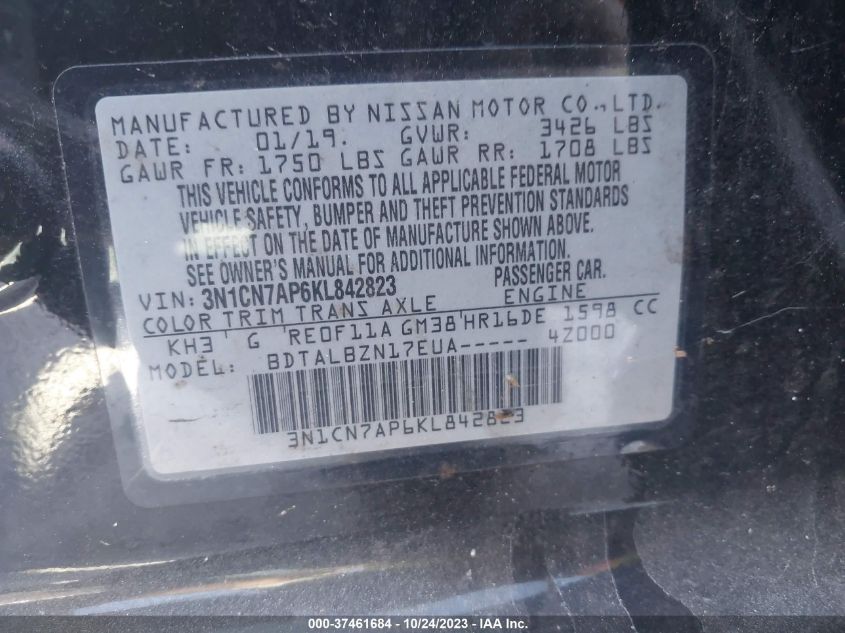 MANUFACTURED BY NISSAN MOTOR CO., LTD.
DATE: 01/19. GVWR: 3426 LBS
GAWR FR: 1750 LBS GAWR RR: 1708 LBS
THIS VEHICLE CONFORMS TO ALL APPLICABLE FEDERAL MOTOR
VEHICLE SAFETY, BUMPER AND THEFT PREVENTION STANDARDS
IN EFFECT ON THE DATE OF MANUFACTURE SHOWN ABOVE.
SEE OWNER'S MANUAL FOR ADDITIONAL INFORMATION.
VIN: 3N1CN7AP6KL842823 PASSENGER CAR.
COLOR TRIM TRANS AXLE ENGINE
KH3 G RE0F11A GM38 HR16DE 1598 CC
MODEL: BDTALBZN17EUA----- 4Z000
3N1CN7AP6KL842823
000-37461684 - 10/24/2023 - IAA Inc.